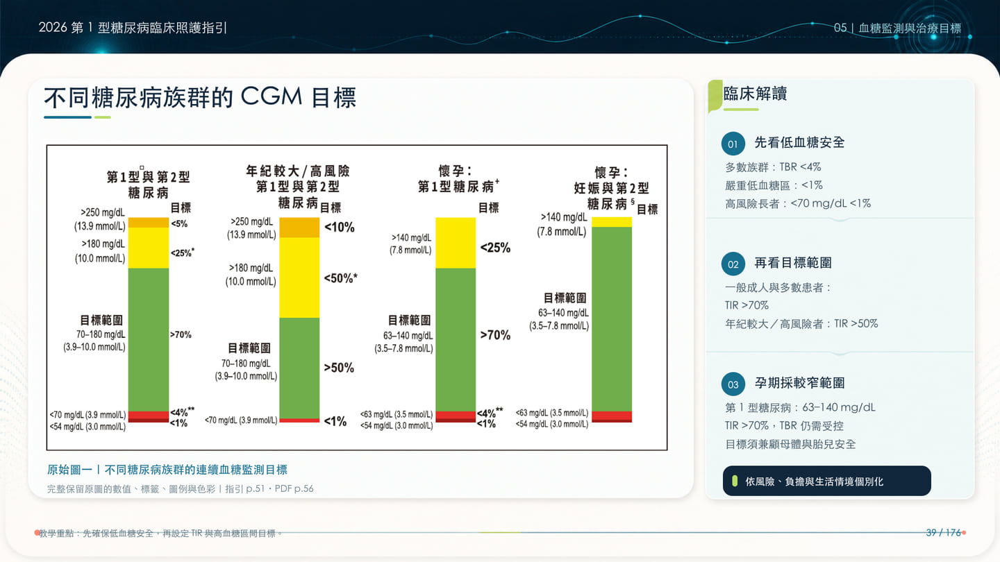 2026 第 1 型糖尿病臨床照護指引
05 | 血糖監測與治療目標
不同糖尿病族群的 CGM 目標
第1型與第2型
糖尿病
目標
>250 mg/dL
(13.9 mmol/L)
<5%
>180 mg/dL
(10.0 mmol/L)
<25%*
目標範圍
70–180 mg/dL
(3.9–10.0 mmol/L)
>70%
<70 mg/dL (3.9 mmol/L)
<4%**
<54 mg/dL (3.0 mmol/L)
<1%
年紀較大/高風險
第1型與第2型
糖尿病
目標
>250 mg/dL
(13.9 mmol/L)
<10%
>180 mg/dL
(10.0 mmol/L)
<50%*
目標範圍
70–180 mg/dL
(3.9–10.0 mmol/L)
>50%
<70 mg/dL (3.9 mmol/L)
<1%
懷孕：
第1型糖尿病+
目標
>140 mg/dL
(7.8 mmol/L)
<25%
目標範圍
63–140 mg/dL
(3.5–7.8 mmol/L)
>70%
<63 mg/dL (3.5 mmol/L)
<4%**
<54 mg/dL (3.0 mmol/L)
<1%
懷孕：
妊娠與第2型
糖尿病§
目標
>140 mg/dL
(7.8 mmol/L)
目標範圍
63–140 mg/dL
(3.5–7.8 mmol/L)
<63 mg/dL (3.5 mmol/L)
<54 mg/dL (3.0 mmol/L)
原始圖一｜不同糖尿病族群的連續血糖監測目標
完整保留原圖的數值、標籤、圖例與色彩｜指引 p.51・PDF p.56
臨床解讀
01 先看低血糖安全
多數族群：TBR <4%
嚴重低血糖區：<1%
高風險長者：<70 mg/dL <1%
02 再看目標範圍
一般成人與多數患者：
TIR >70%
年紀較大／高風險者：TIR >50%
03 孕期採較窄範圍
第 1 型糖尿病：63–140 mg/dL
TIR >70%，TBR 仍需受控
目標須兼顧母體與胎兒安全
依風險、負擔與生活情境個別化
教學重點：先確保低血糖安全，再設定 TIR 與高血糖區間目標。
39 / 176